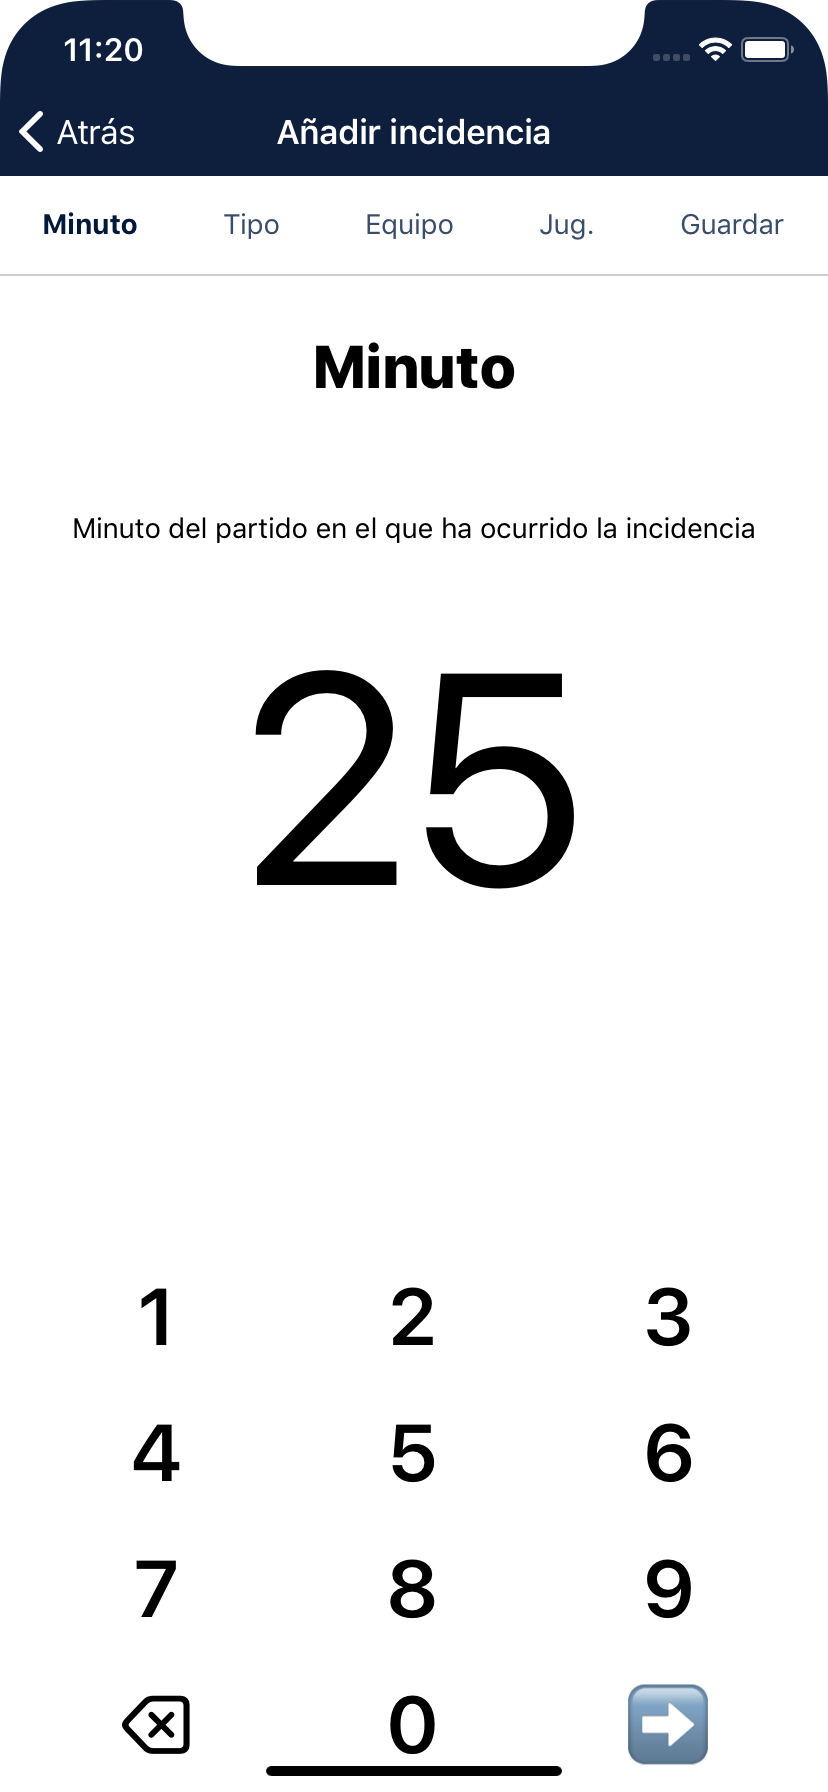 11:20
Atrás
Añadir incidencia
Minuto Tipo Equipo Jug. Guardar
Minuto
Minuto del partido en el que ha ocurrido la incidencia
25
1 2 3
4 5 6
7 8 9
0